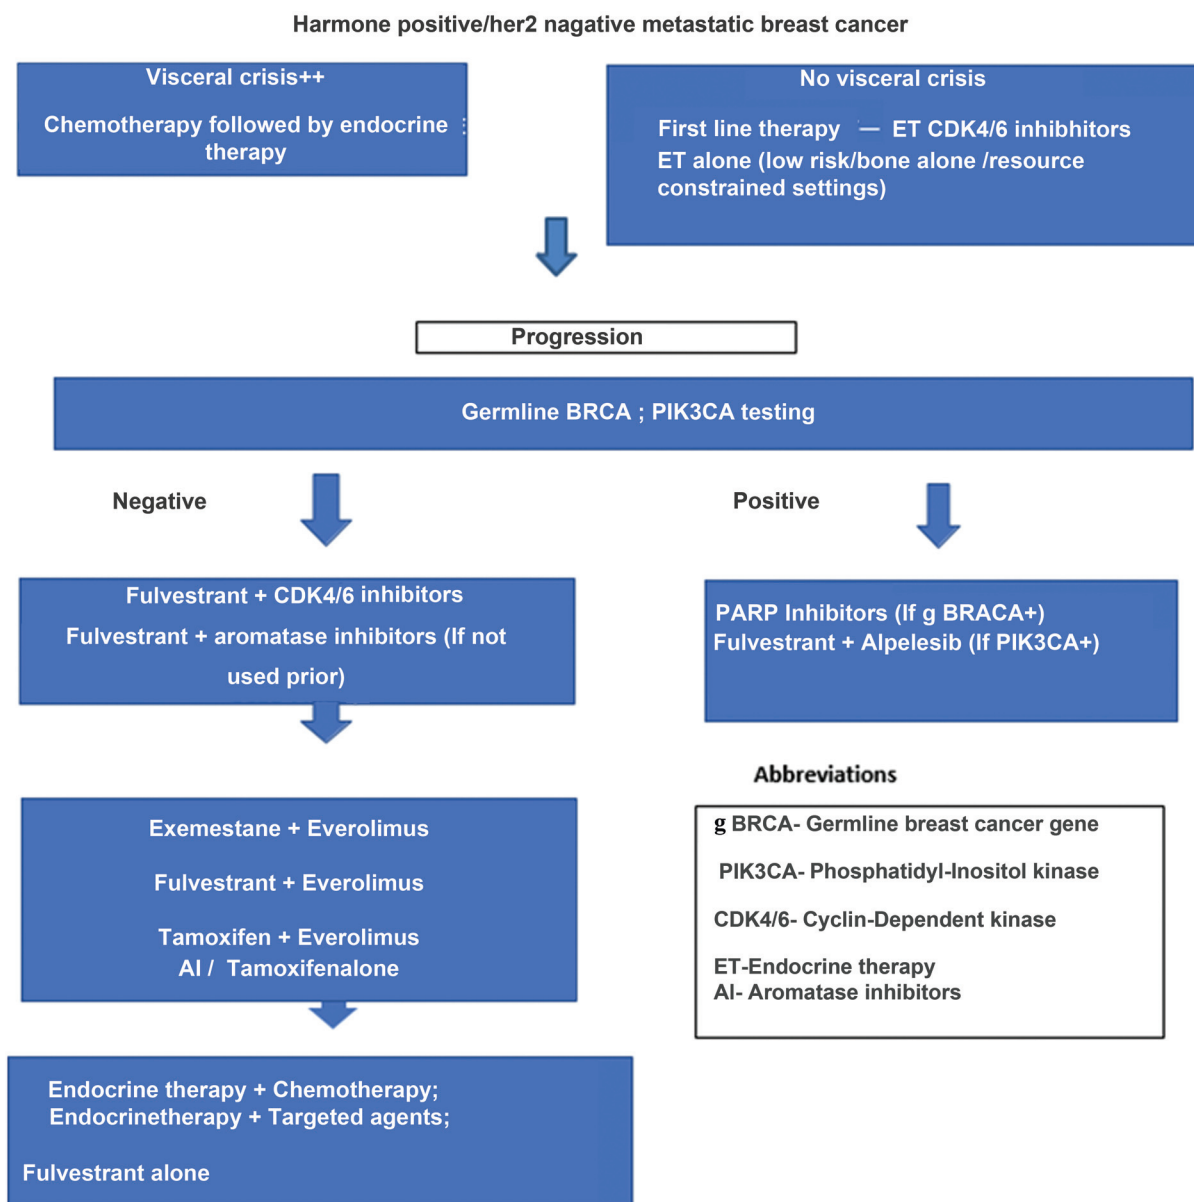 Harmone positive/her2 nagative metastatic breast cancer
Visceral crisis++
Chemotherapy followed by endocrine :
therapy
No visceral crisis
First line therapy — ET CDK4/6 inhibhitors
ET alone (low risk/bone alone /resource
constrained settings)
Progression
Germline BRCA ; PIK3CA testing
Negative
Positive
Fulvestrant + CDK4/6 inhibitors
Fulvestrant + aromatase inhibitors (If not
used prior)
PARP Inhibitors (If g BRACA+)
Fulvestrant + Alpelesib (If PIK3CA+)
Exemestane + Everolimus
Fulvestrant + Everolimus
Tamoxifen + Everolimus
AI / Tamoxifenalone
Abbreviations
g BRCA- Germline breast cancer gene
PIK3CA- Phosphatidyl-Inositol kinase
CDK4/6- Cyclin-Dependent kinase
ET-Endocrine therapy
AI- Aromatase inhibitors
Endocrine therapy + Chemotherapy;
Endocrinetherapy + Targeted agents;
Fulvestrant alone